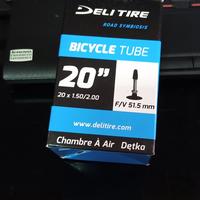 DELI TIRE
ROAD SYMBIOSIS
BICYCLE TUBE
20"
20 x 1.50/2.00
F/V 51.5 mm
www.delitire.com
Chambre À Air Dętka